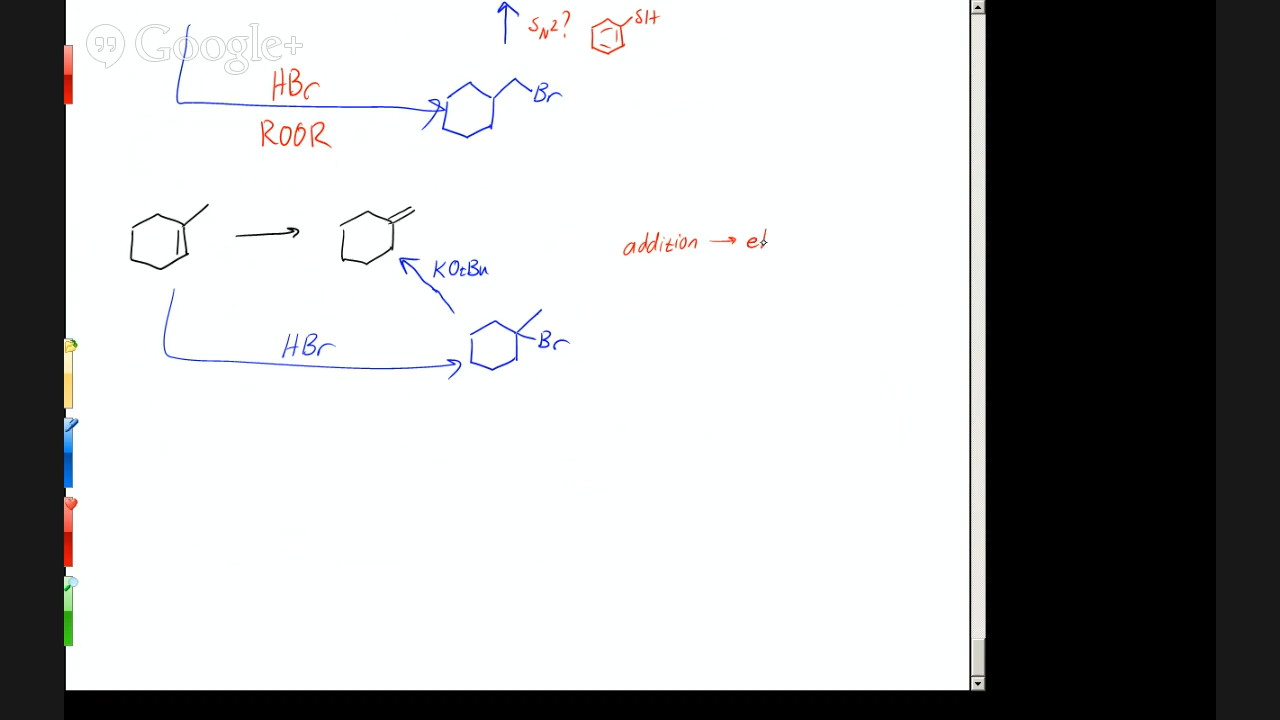 Google+
SN2?
SH
HBr
Br
ROOR
addition → el
KOtBu
HBr
Br